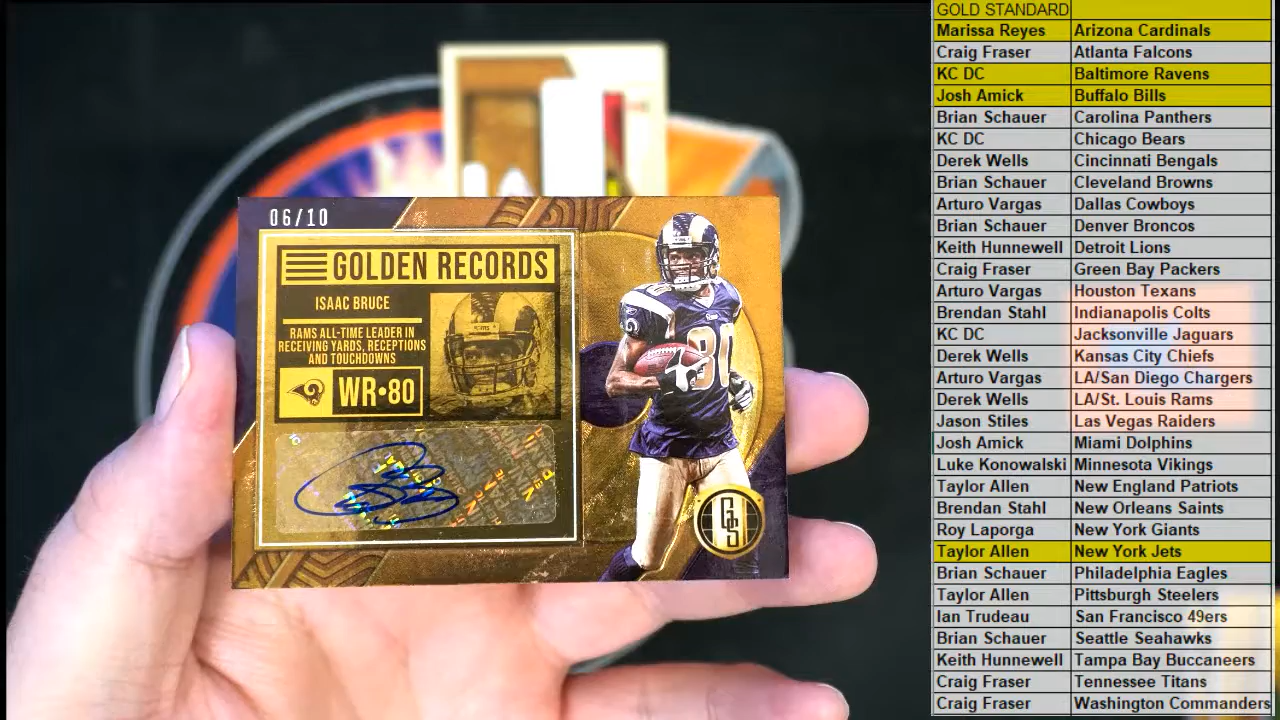 06/10
GOLDEN RECORDS
ISAAC BRUCE
RAMS ALL-TIME LEADER IN
RECEIVING YARDS, RECEPTIONS
AND TOUCHDOWNS
WR•80
80
GS
GOLD STANDARD
Marissa Reyes Arizona Cardinals
Craig Fraser Atlanta Falcons
KC DC Baltimore Ravens
Josh Amick Buffalo Bills
Brian Schauer Carolina Panthers
KC DC Chicago Bears
Derek Wells Cincinnati Bengals
Brian Schauer Cleveland Browns
Arturo Vargas Dallas Cowboys
Brian Schauer Denver Broncos
Keith Hunnewell Detroit Lions
Craig Fraser Green Bay Packers
Arturo Vargas Houston Texans
Brendan Stahl Indianapolis Colts
KC DC Jacksonville Jaguars
Derek Wells Kansas City Chiefs
Arturo Vargas LA/San Diego Chargers
Derek Wells LA/St. Louis Rams
Jason Stiles Las Vegas Raiders
Josh Amick Miami Dolphins
Luke Konowalski Minnesota Vikings
Taylor Allen New England Patriots
Brendan Stahl New Orleans Saints
Roy Laporga New York Giants
Taylor Allen New York Jets
Brian Schauer Philadelphia Eagles
Taylor Allen Pittsburgh Steelers
Ian Trudeau San Francisco 49ers
Brian Schauer Seattle Seahawks
Keith Hunnewell Tampa Bay Buccaneers
Craig Fraser Tennessee Titans
Craig Fraser Washington Commanders